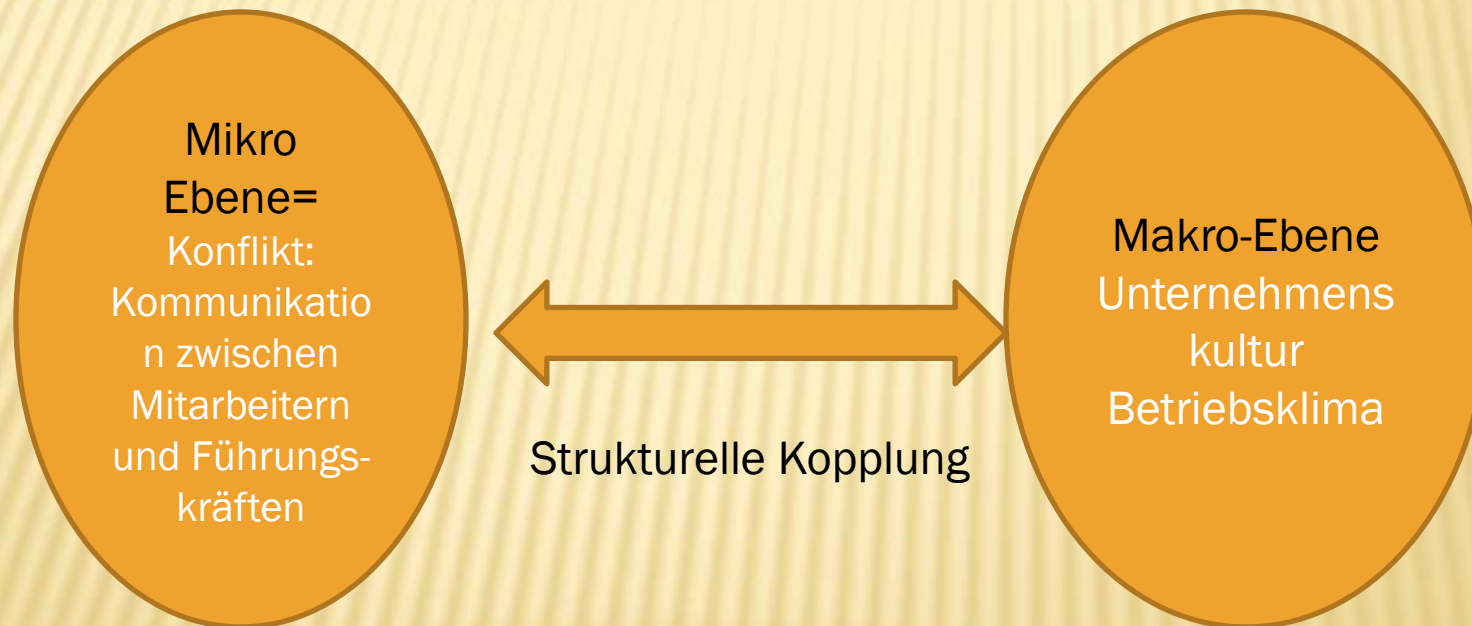 Mikro
Ebene=
Konflikt:
Kommunikatio
n zwischen
Mitarbeitern
und Führungs-
kräften
Strukturelle Kopplung
Makro-Ebene
Unternehmens
kultur
Betriebsklima